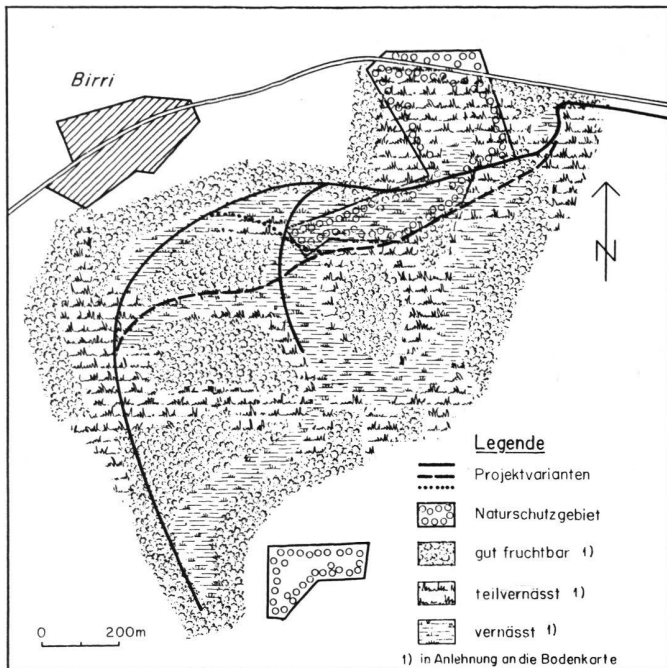 Birri
N
Legende
Projektvarianten
Naturschutzgebiet
gut fruchtbar 1)
teilvernässt 1)
vernässt 1)
0 200m
1) in Anlehnung an die Bodenkarte